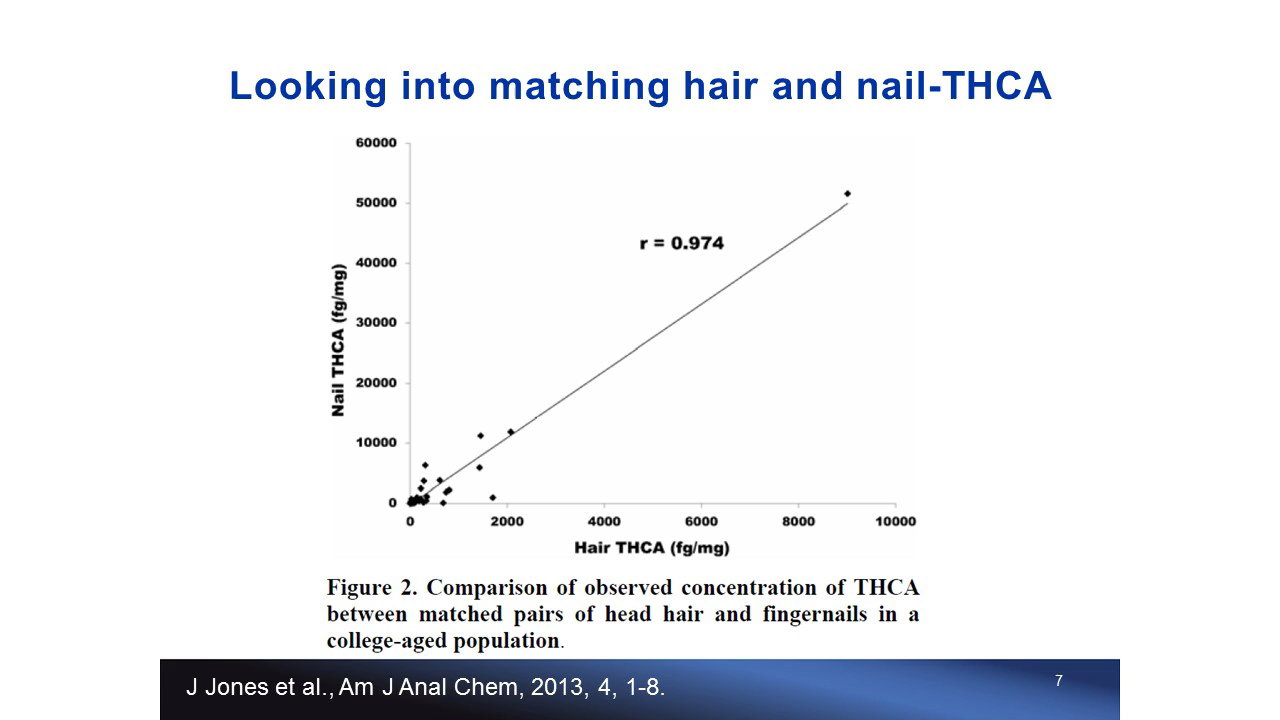 Looking into matching hair and nail-THCA
60000
50000
40000
30000
20000
10000
0
Nail THCA (fg/mg)
r = 0.974
0 2000 4000 6000 8000 10000
Hair THCA (fg/mg)
Figure 2. Comparison of observed concentration of THCA
between matched pairs of head hair and fingernails in a
college-aged population.
J Jones et al., Am J Anal Chem, 2013, 4, 1-8.
7